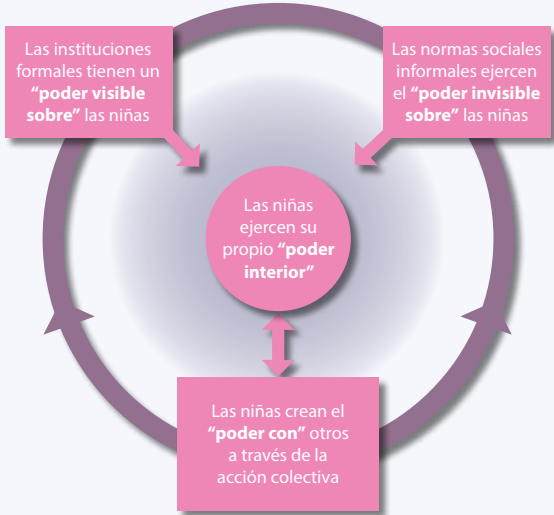 Las instituciones
formales tienen un
“poder visible
sobre” las niñas
Las normas sociales
informales ejercen
el “poder invisible
sobre” las niñas
Las niñas
ejercen su
propio “poder
interior”
Las niñas crean el
“poder con” otros
a través de la
acción colectiva